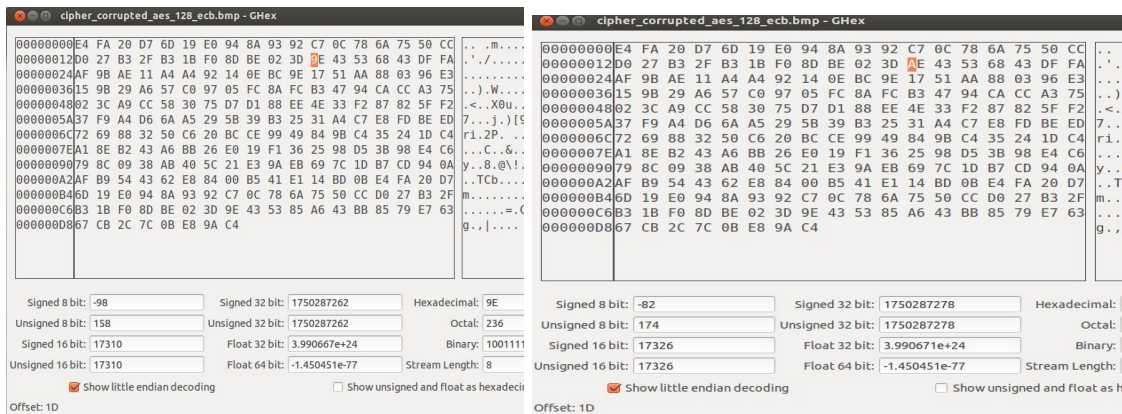 cipher_corrupted_aes_128_ecb.bmp - GHex
00000000E4 FA 20 D7 6D 19 E0 94 8A 93 92 C7 0C 78 6A 75 50 CC .. .m....
00000012D0 27 B3 2F B3 1B F0 8D BE 02 3D 9E 43 53 68 43 DF FA .'./.....
00000024AF 9B AE 11 A4 A4 92 14 0E BC 9E 17 51 AA 88 03 96 E3 .........
0000003615 9B 29 A6 57 C0 97 05 FC 8A FC B3 47 94 CA CC A3 75 ..).W....
0000004802 3C A9 CC 58 30 75 D7 D1 88 EE 4E 33 F2 87 82 5F F2 .<..X0u..
0000005A37 F9 A4 D6 6A A5 29 5B 39 B3 25 31 A4 C7 E8 FD BE ED 7...j.)[9
0000006C72 69 88 32 50 C6 20 BC CE 99 49 84 9B C4 35 24 1D C4 ri.2P. ..
0000007EA1 8E B2 43 A6 BB 26 E0 19 F1 36 25 98 D5 3B 98 E4 C6 ...C..&..
0000009079 8C 09 38 AB 40 5C 21 E3 9A EB 69 7C 1D B7 CD 94 0A y..8.@\!.
000000A2AF B9 54 43 62 E8 84 00 B5 41 E1 14 BD 0B E4 FA 20 D7 ..TCb....
000000B46D 19 E0 94 8A 93 92 C7 0C 78 6A 75 50 CC D0 27 B3 2F m........
000000C6B3 1B F0 8D BE 02 3D 9E 43 53 85 A6 43 BB 85 79 E7 63 ......=.C
000000D867 CB 2C 7C 0B E8 9A C4 g.,|....
Signed 8 bit: -98 Signed 32 bit: 1750287262 Hexadecimal: 9E
Unsigned 8 bit: 158 Unsigned 32 bit: 1750287262 Octal: 236
Signed 16 bit: 17310 Float 32 bit: 3.990667e+24 Binary: 1001111
Unsigned 16 bit: 17310 Float 64 bit: -1.450451e-77 Stream Length: 8
Show little endian decoding Show unsigned and float as hexadecir
Offset: 1D
cipher_corrupted_aes_128_ecb.bmp - GHex
00000000E4 FA 20 D7 6D 19 E0 94 8A 93 92 C7 0C 78 6A 75 50 CC ..
00000012D0 27 B3 2F B3 1B F0 8D BE 02 3D AE 43 53 68 43 DF FA .'.
00000024AF 9B AE 11 A4 A4 92 14 0E BC 9E 17 51 AA 88 03 96 E3 ...
0000003615 9B 29 A6 57 C0 97 05 FC 8A FC B3 47 94 CA CC A3 75 ..)
0000004802 3C A9 CC 58 30 75 D7 D1 88 EE 4E 33 F2 87 82 5F F2 .<.
0000005A37 F9 A4 D6 6A A5 29 5B 39 B3 25 31 A4 C7 E8 FD BE ED 7..
0000006C72 69 88 32 50 C6 20 BC CE 99 49 84 9B C4 35 24 1D C4 ri.
0000007EA1 8E B2 43 A6 BB 26 E0 19 F1 36 25 98 D5 3B 98 E4 C6 ...
0000009079 8C 09 38 AB 40 5C 21 E3 9A EB 69 7C 1D B7 CD 94 0A y..
000000A2AF B9 54 43 62 E8 84 00 B5 41 E1 14 BD 0B E4 FA 20 D7 ..T
000000B46D 19 E0 94 8A 93 92 C7 0C 78 6A 75 50 CC D0 27 B3 2F m..
000000C6B3 1B F0 8D BE 02 3D 9E 43 53 85 A6 43 BB 85 79 E7 63 ...
000000D867 CB 2C 7C 0B E8 9A C4 g.,
Signed 8 bit: -82 Signed 32 bit: 1750287278 Hexadecimal:
Unsigned 8 bit: 174 Unsigned 32 bit: 1750287278 Octal:
Signed 16 bit: 17326 Float 32 bit: 3.990671e+24 Binary:
Unsigned 16 bit: 17326 Float 64 bit: -1.450451e-77 Stream Length:
Show little endian decoding Show unsigned and float as h
Offset: 1D